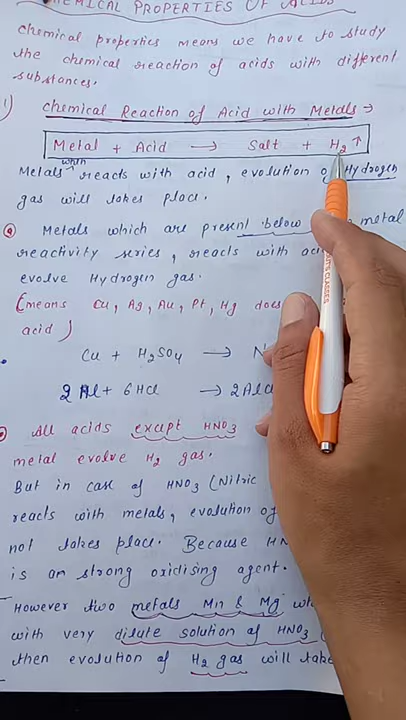 CHEMICAL PROPERTIES OF ACIDS
chemical properties means we have to study
the chemical reaction of acids with different
substances.
1) chemical Reaction of Acid with Metals →
Metal + Acid → Salt + H₂ ↑
Metals when reacts with acid, evolution of Hydrogen
gas will takes place.
Metals which are present below metal
reactivity series, reacts with
evolve Hydrogen gas.
(means Cu, Ag, Au, Pt, Hg does
acid)
Cu + H₂SO₄ → N
2Al + 6HCl → 2AlCl
All acids except HNO₃
metal evolve H₂ gas.
But in case of HNO₃ (Nitric
reacts with metals, evolution of
not takes place. Because HN
is an strong oxidising agent.
However two metals Mn & Mg
with very dilute solution of HNO₃
then evolution of H₂ gas will take